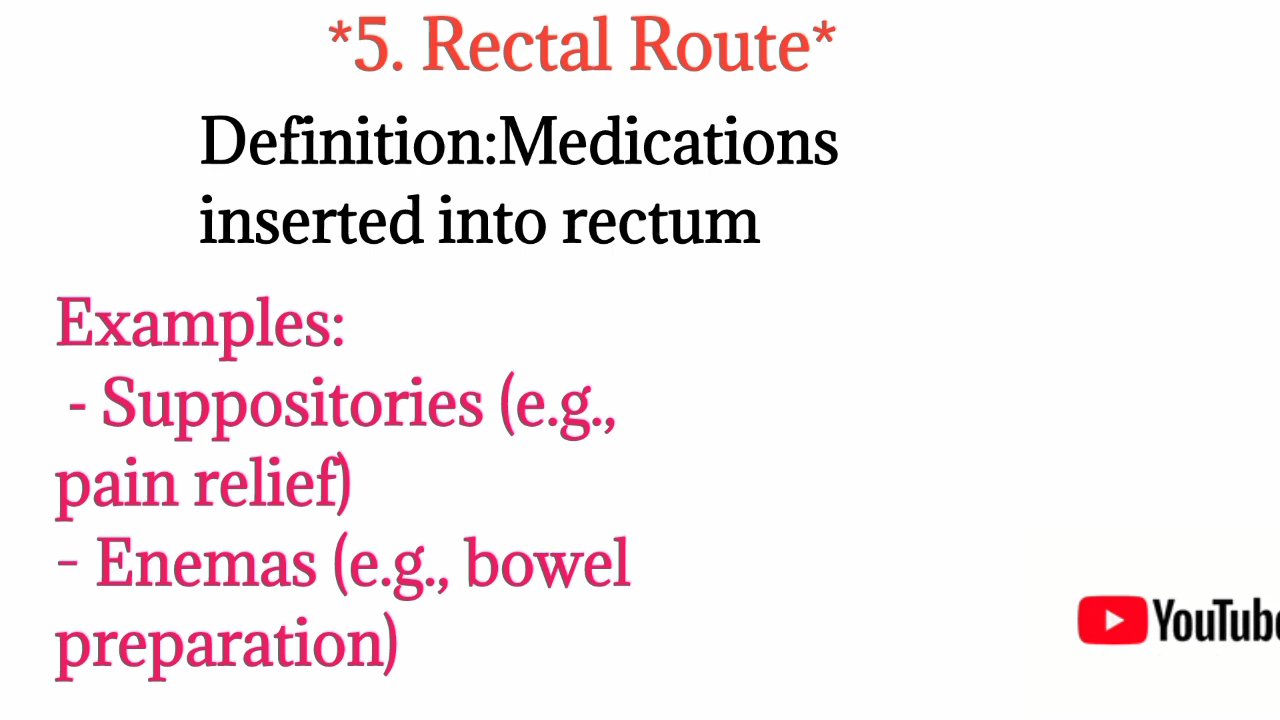 *5. Rectal Route*
Definition:Medications
inserted into rectum
Examples:
- Suppositories (e.g.,
pain relief)
- Enemas (e.g., bowel
preparation)
YouTube